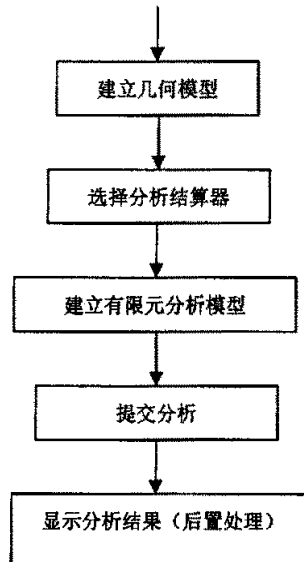 建立几何模型
选择分析结算器
建立有限元分析模型
提交分析
显示分析结果（后置处理）